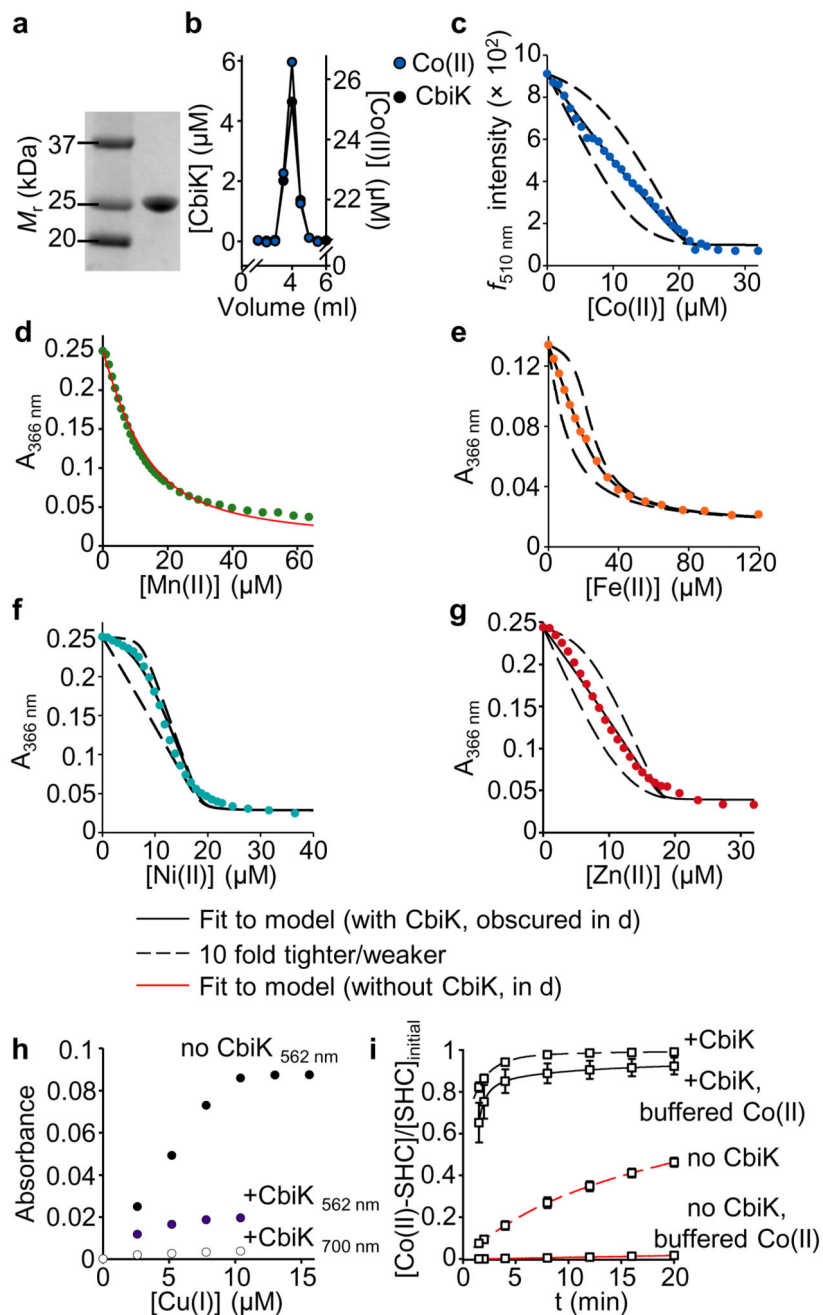 a
37
25
20
Mr (kDa)
b
6
4
2
0
[CbiK] (µM)
26
24
22
0
[Co(II)] (µM)
0 4 6
Volume (ml)
Co(II)
CbiK
c
10
8
6
4
2
0
f510 nm intensity (× 10²)
0 10 20 30
[Co(II)] (µM)
d
0.25
0.2
0.15
0.1
0.05
0
A366 nm
0 20 40 60
[Mn(II)] (µM)
e
0.12
0.08
0.04
0
A366 nm
0 40 80 120
[Fe(II)] (µM)
f
0.25
0.2
0.15
0.1
0.05
0
A366 nm
0 10 20 30 40
[Ni(II)] (µM)
g
0.25
0.2
0.15
0.1
0.05
0
A366 nm
0 10 20 30
[Zn(II)] (µM)
Fit to model (with CbiK, obscured in d)
10 fold tighter/weaker
Fit to model (without CbiK, in d)
h
0.1
0.08
0.06
0.04
0.02
0
Absorbance
no CbiK 562 nm
+CbiK 562 nm
+CbiK 700 nm
0 5 10 15
[Cu(I)] (µM)
i
1
0.8
0.6
0.4
0.2
0
[Co(II)-SHC]/[SHC]initial
+CbiK
+CbiK,
buffered Co(II)
no CbiK
no CbiK,
buffered Co(II)
0 5 10 15 20
t (min)